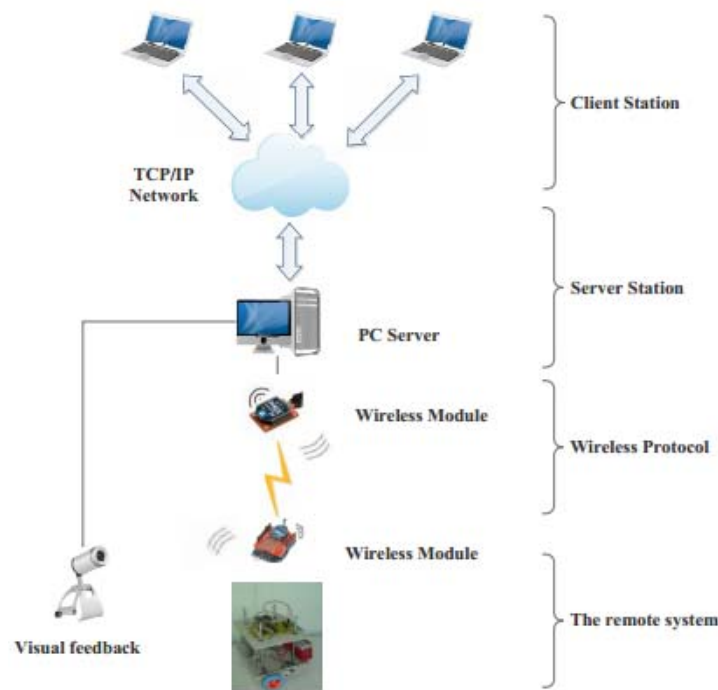 Client Station
TCP/IP
Network
Server Station
PC Server
Wireless Module
Wireless Protocol
Wireless Module
The remote system
Visual feedback